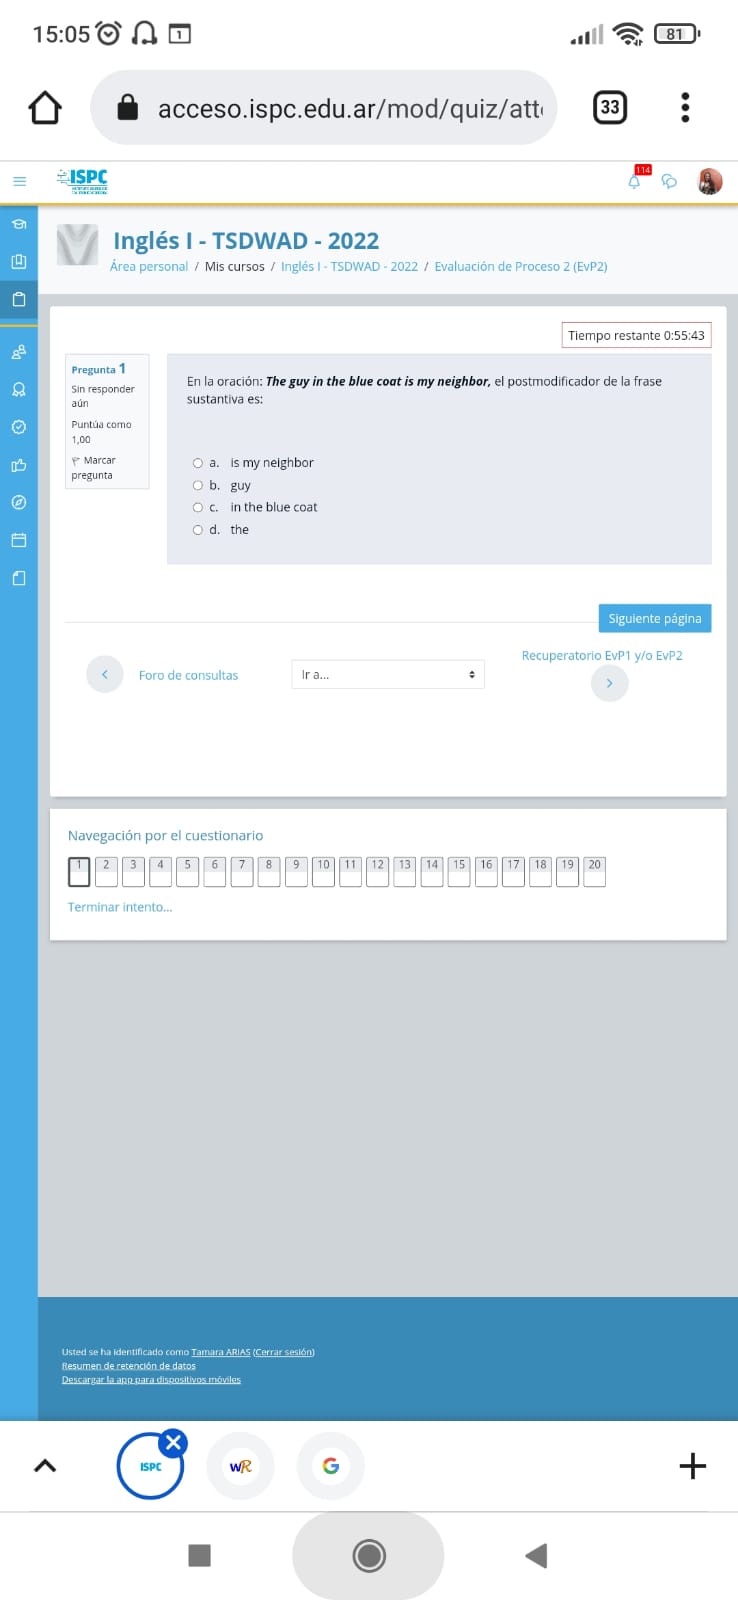 15:05
1
81
acceso.ispc.edu.ar/mod/quiz/att
33
ISPC
114
Inglés I - TSDWAD - 2022
Área personal / Mis cursos / Inglés I - TSDWAD - 2022 / Evaluación de Proceso 2 (EvP2)
Tiempo restante 0:55:43
Pregunta 1
Sin responder
aún
Puntúa como
1,00
Marcar
pregunta
En la oración: The guy in the blue coat is my neighbor, el postmodificador de la frase
sustantiva es:
a. is my neighbor
b. guy
c. in the blue coat
d. the
Siguiente página
Foro de consultas
Ir a...
Recuperatorio EvP1 y/o EvP2
Navegación por el cuestionario
1 2 3 4 5 6 7 8 9 10 11 12 13 14 15 16 17 18 19 20
Terminar intento...
Usted se ha identificado como Tamara ARIAS (Cerrar sesión)
Resumen de retención de datos
Descargar la app para dispositivos móviles
ISPC
WR
G